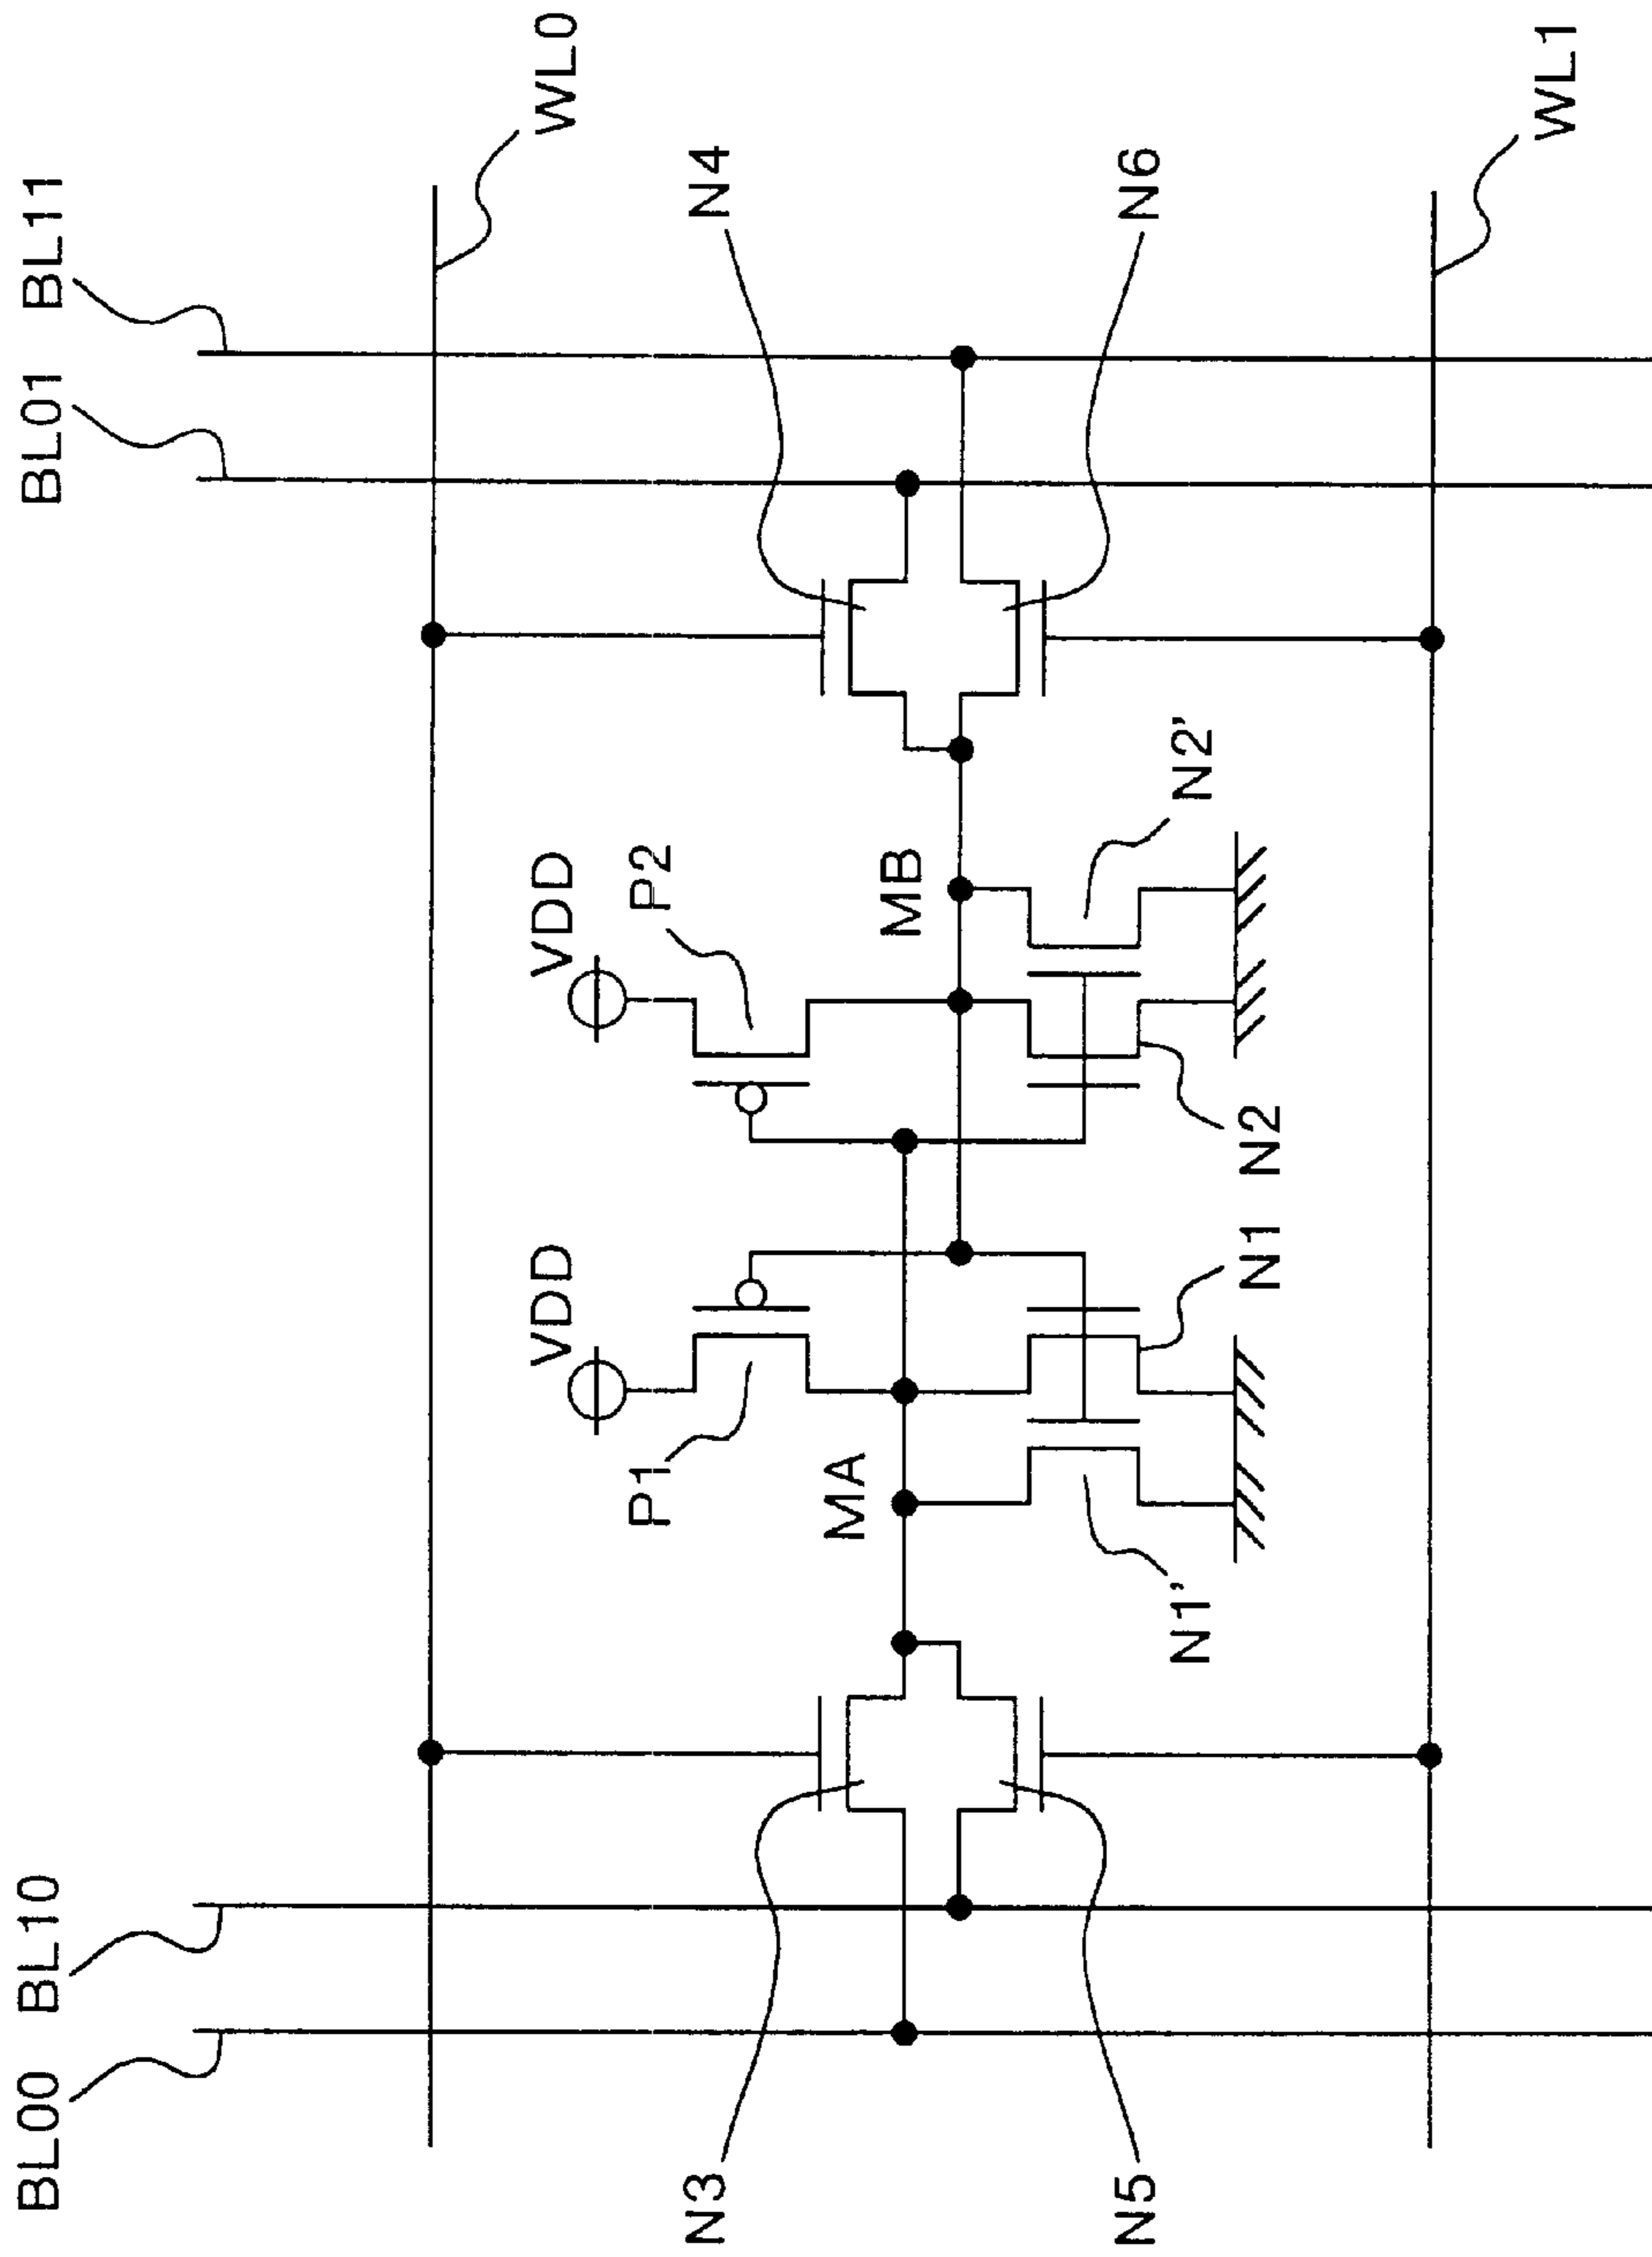 BL00
BL10
BL01
BL11
WL0
VDD
VDD
P1
P2
N3
N4
MA
MB
N5
N1'
N1
N2
N2'
N6
WL1